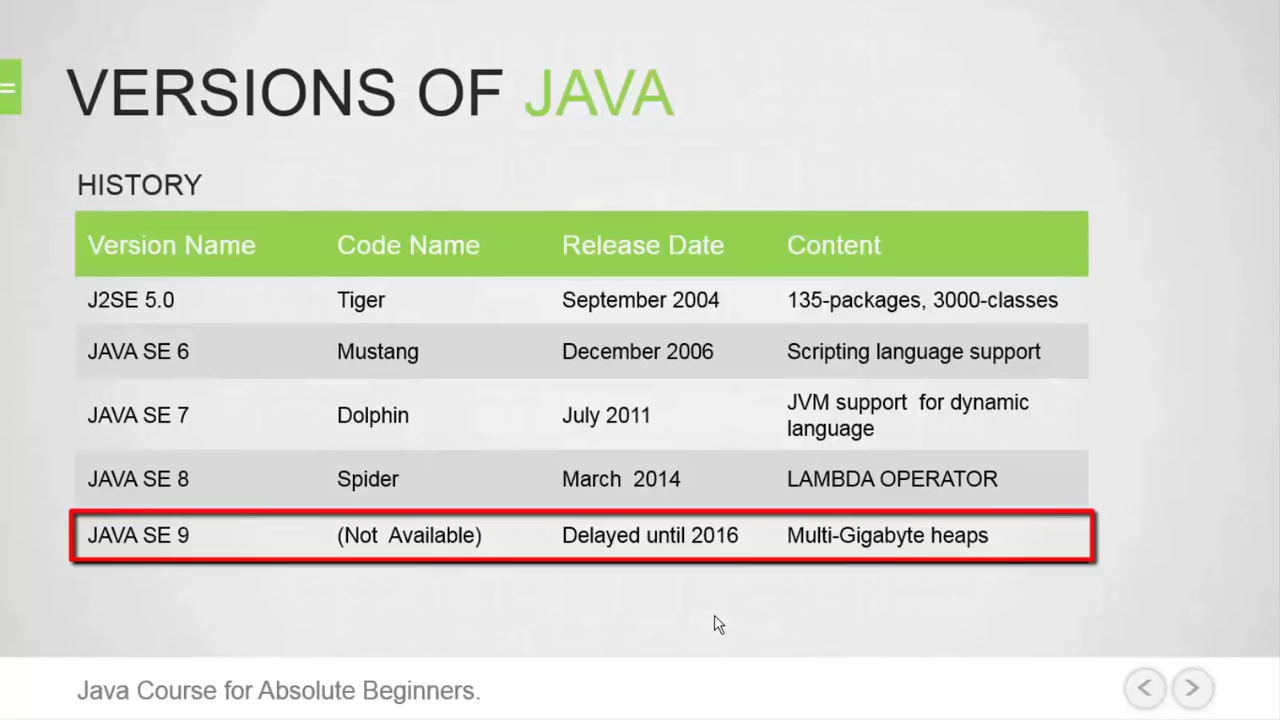 VERSIONS OF JAVA
HISTORY
Version Name Code Name Release Date Content
J2SE 5.0 Tiger September 2004 135-packages, 3000-classes
JAVA SE 6 Mustang December 2006 Scripting language support
JAVA SE 7 Dolphin July 2011 JVM support for dynamic
language
JAVA SE 8 Spider March 2014 LAMBDA OPERATOR
JAVA SE 9 (Not Available) Delayed until 2016 Multi-Gigabyte heaps
Java Course for Absolute Beginners.